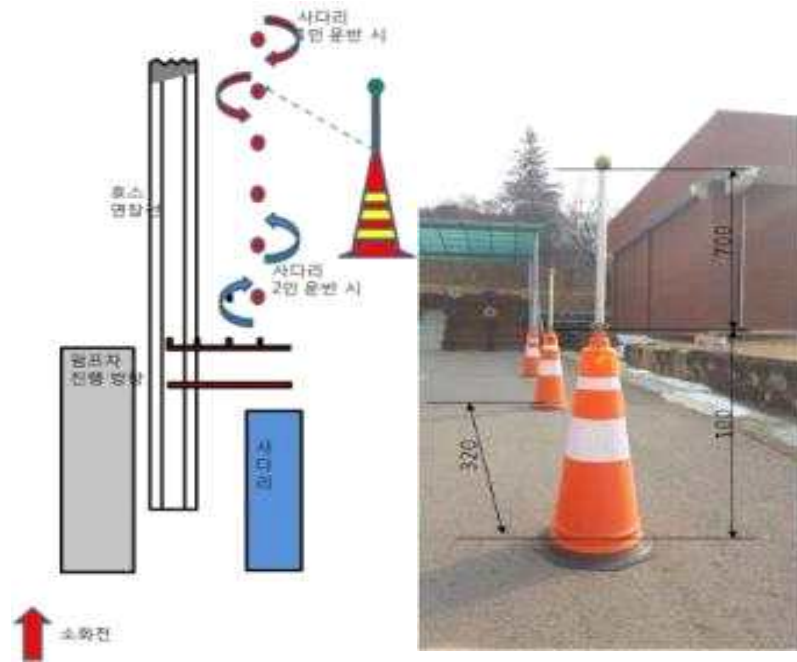 사다리
1인 운반 시
호스
연장선
사다리
2인 운반 시
펌프차
진행 방향
사다리
소화전
700
100
320